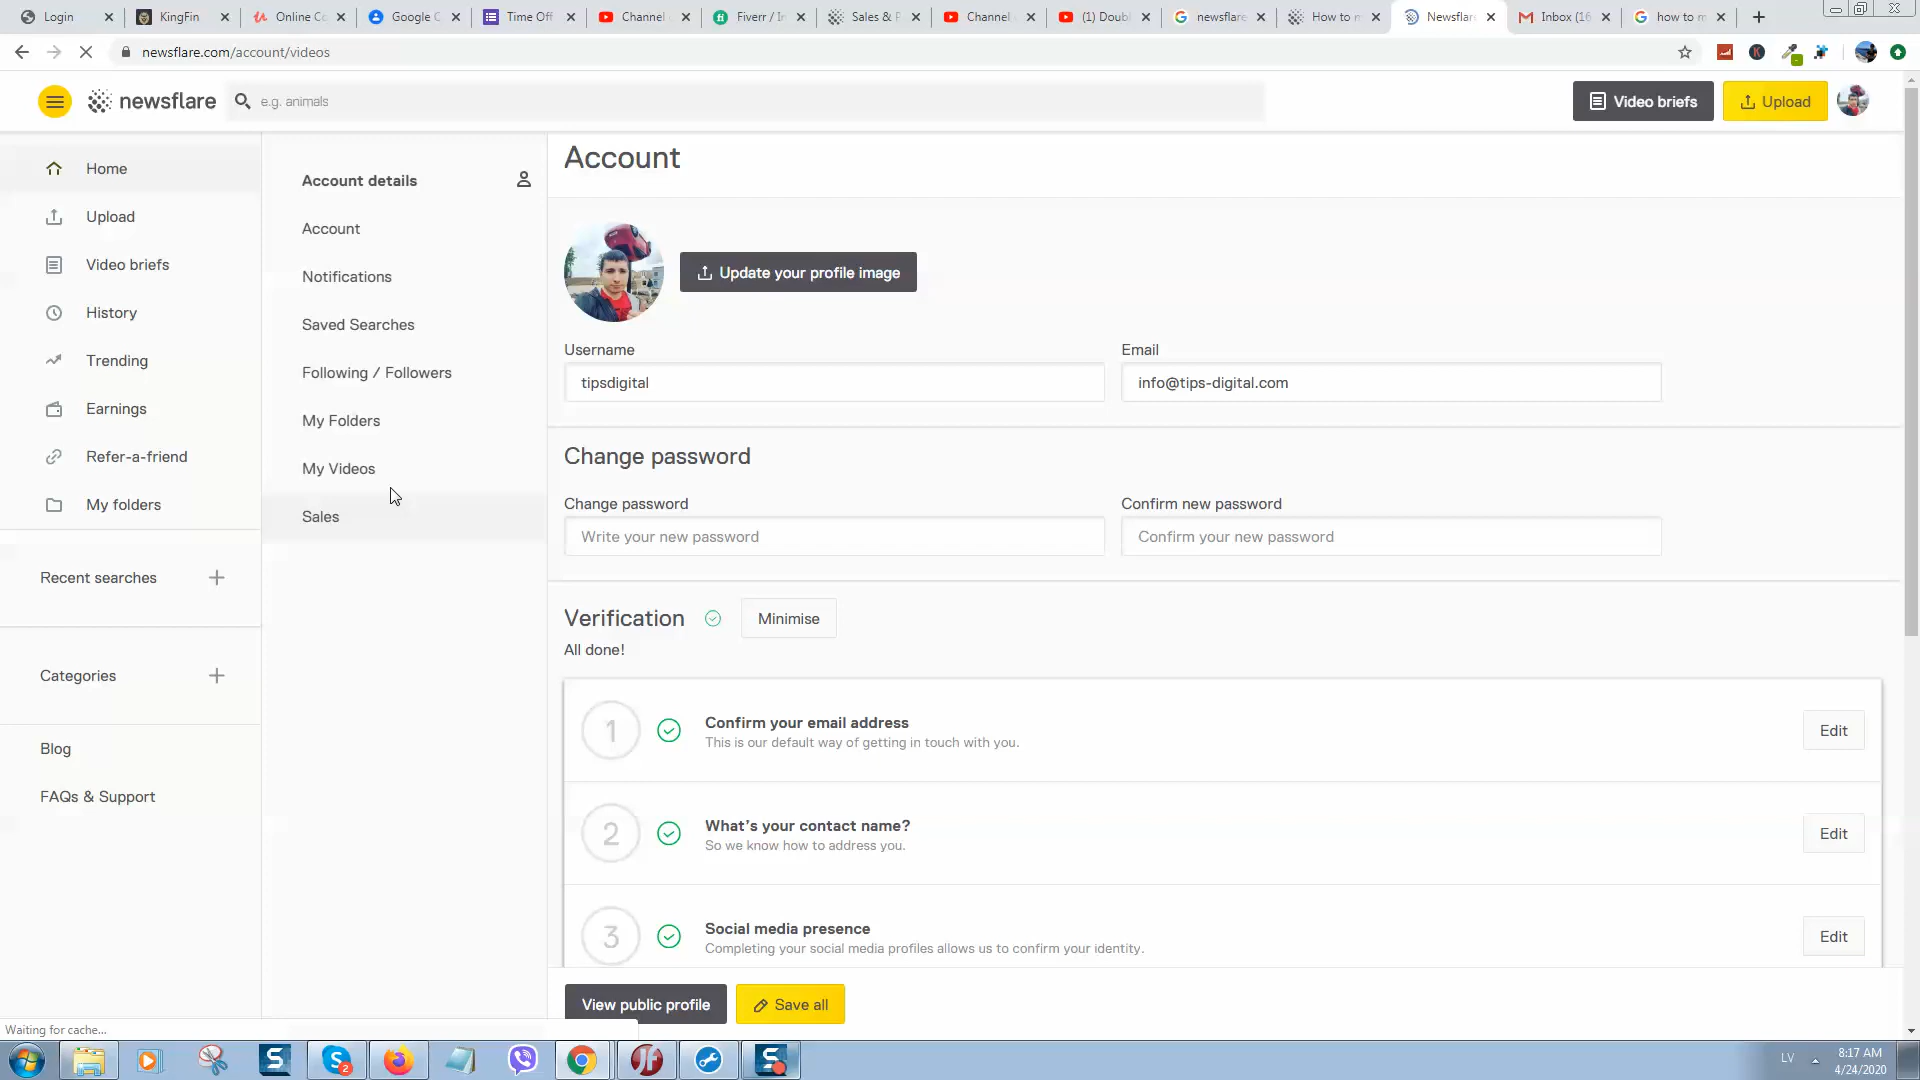 Login
KingFin
Online Co
Google C
Time Off
Channel
Fiverr / In
Sales & P
Channel
(1) Doubl
newsflare
How to m
Newsflar
Inbox (16
how to m
newsflare.com/account/videos
newsflare
e.g. animals
Video briefs
Upload
Home
Upload
Video briefs
History
Trending
Earnings
Refer-a-friend
My folders
Recent searches
Categories
Blog
FAQs & Support
Account details
Account
Notifications
Saved Searches
Following / Followers
My Folders
My Videos
Sales
Account
Update your profile image
Username
Email
tipsdigital
info@tips-digital.com
Change password
Change password
Confirm new password
Write your new password
Confirm your new password
Verification
Minimise
All done!
1
Confirm your email address
This is our default way of getting in touch with you.
Edit
2
What's your contact name?
So we know how to address you.
Edit
3
Social media presence
Completing your social media profiles allows us to confirm your identity.
Edit
View public profile
Save all
Waiting for cache...
2
LV
8:17 AM
4/24/2020